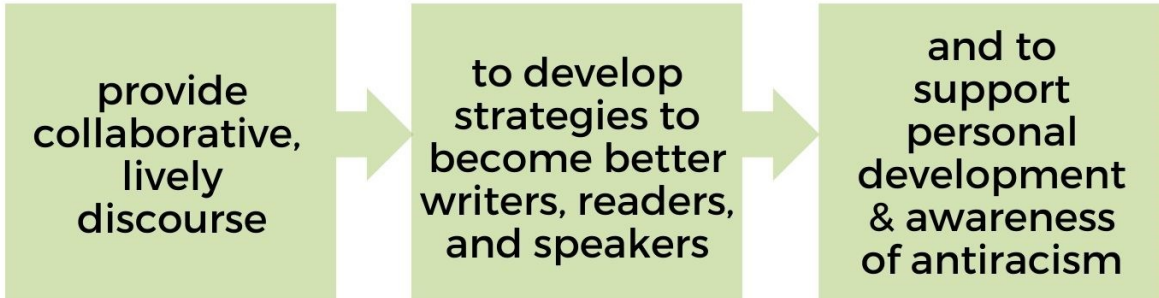 provide
collaborative,
lively
discourse
to develop
strategies to
become better
writers, readers,
and speakers
and to
support
personal
development
& awareness
of antiracism